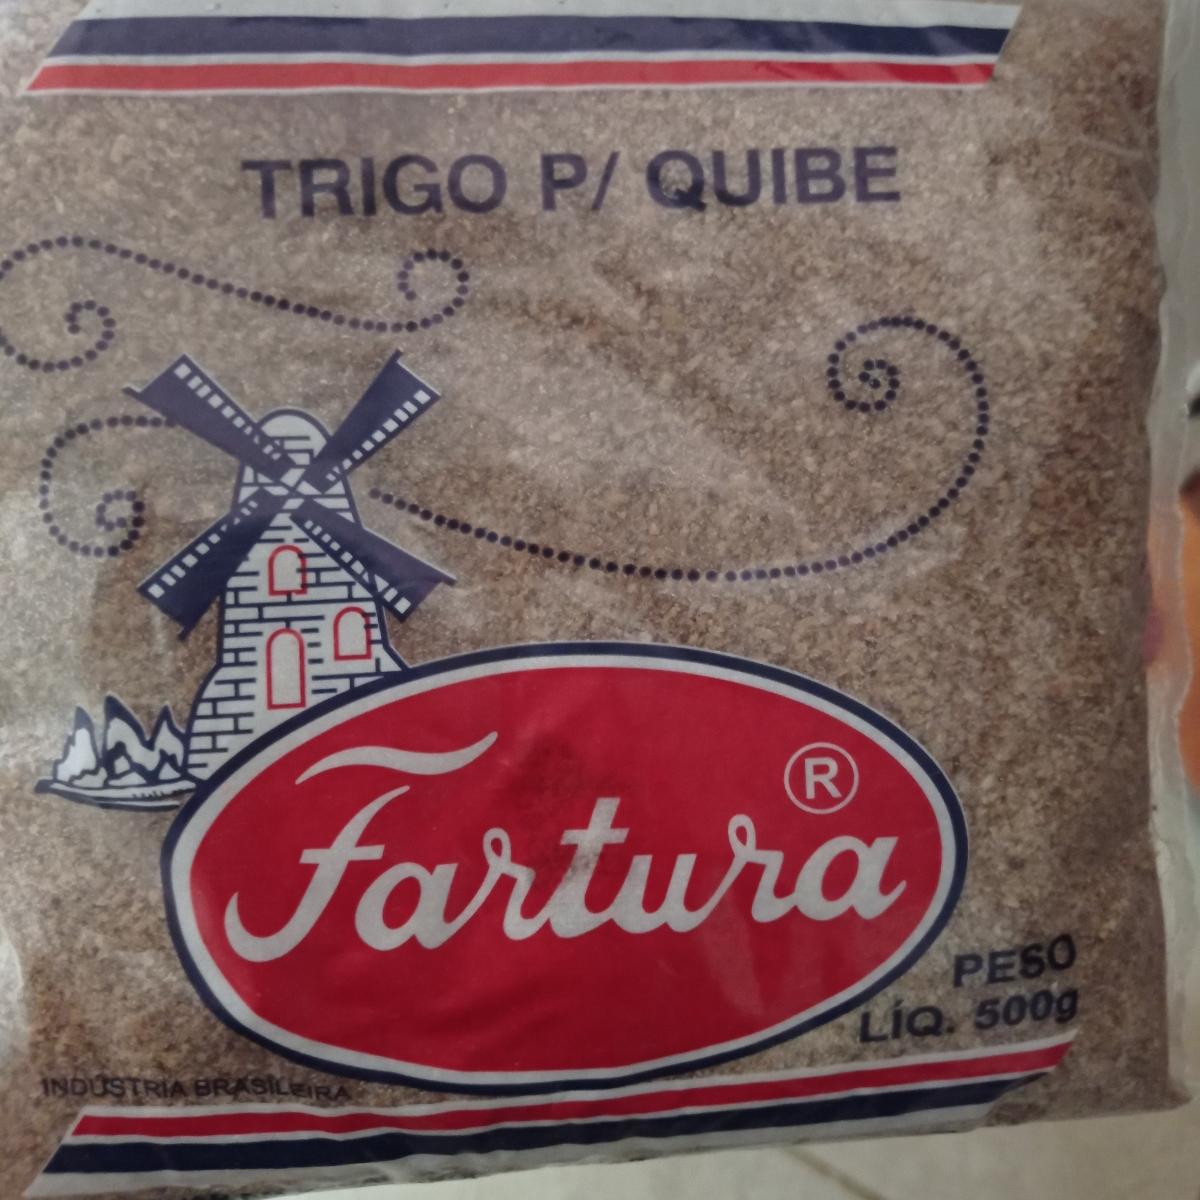 TRIGO P/ QUIBE
Fartura ®
PESO
LÍQ. 500g
INDÚSTRIA BRASILEIRA